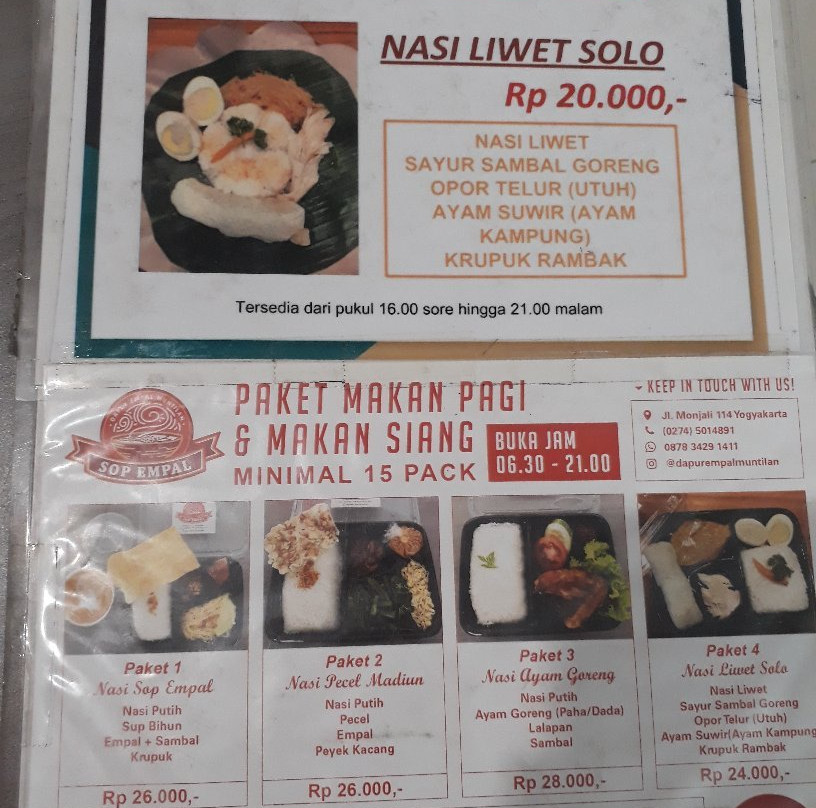 NASI LIWET SOLO
Rp 20.000,-
NASI LIWET
SAYUR SAMBAL GORENG
OPOR TELUR (UTUH)
AYAM SUWIR (AYAM
KAMPUNG)
KRUPUK RAMBAK
Tersedia dari pukul 16.00 sore hingga 21.00 malam
SOP EMPAL
PAKET MAKAN PAGI
& MAKAN SIANG
MINIMAL 15 PACK
BUKA JAM
06.30 - 21.00
KEEP IN TOUCH WITH US!
Jl. Monjali 114 Yogyakarta
(0274) 5014891
0878 3429 1411
@dapurempalmuntilan
Paket 1
Nasi Sop Empal
Nasi Putih
Sup Bihun
Empal + Sambal
Krupuk
Rp 26.000,-
Paket 2
Nasi Pecel Madiun
Nasi Putih
Pecel
Empal
Peyek Kacang
Rp 26.000,-
Paket 3
Nasi Ayam Goreng
Nasi Putih
Ayam Goreng (Paha/Dada)
Lalapan
Sambal
Rp 28.000,-
Paket 4
Nasi Liwet Solo
Nasi Liwet
Sayur Sambal Goreng
Opor Telur (Utuh)
Ayam Suwir(Ayam Kampung
Krupuk Rambak
Rp 24.000,-